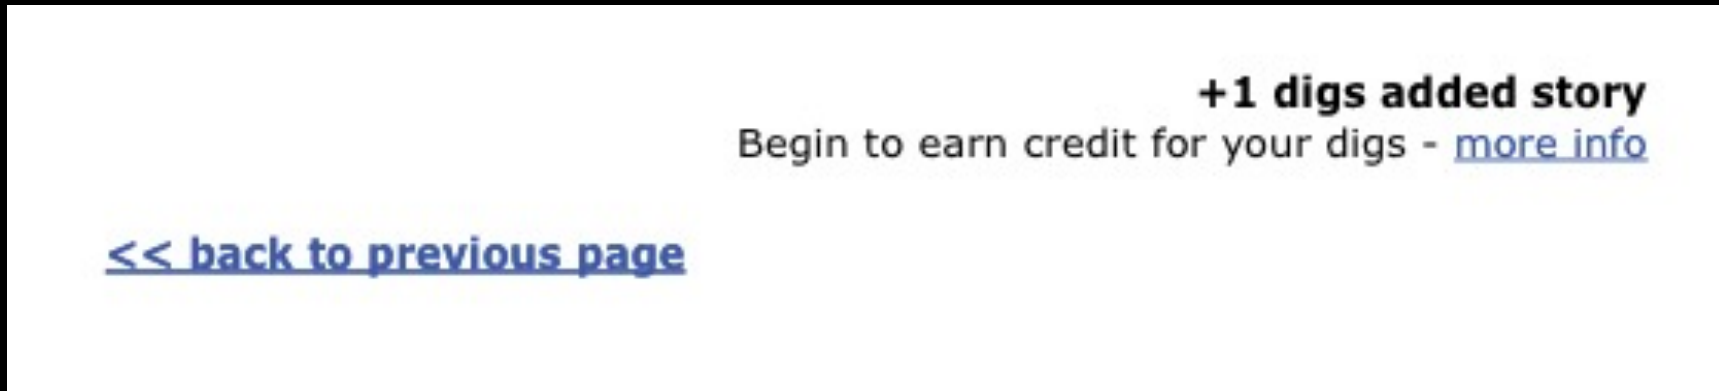 +1 digs added story
Begin to earn credit for your digs - more info
<< back to previous page